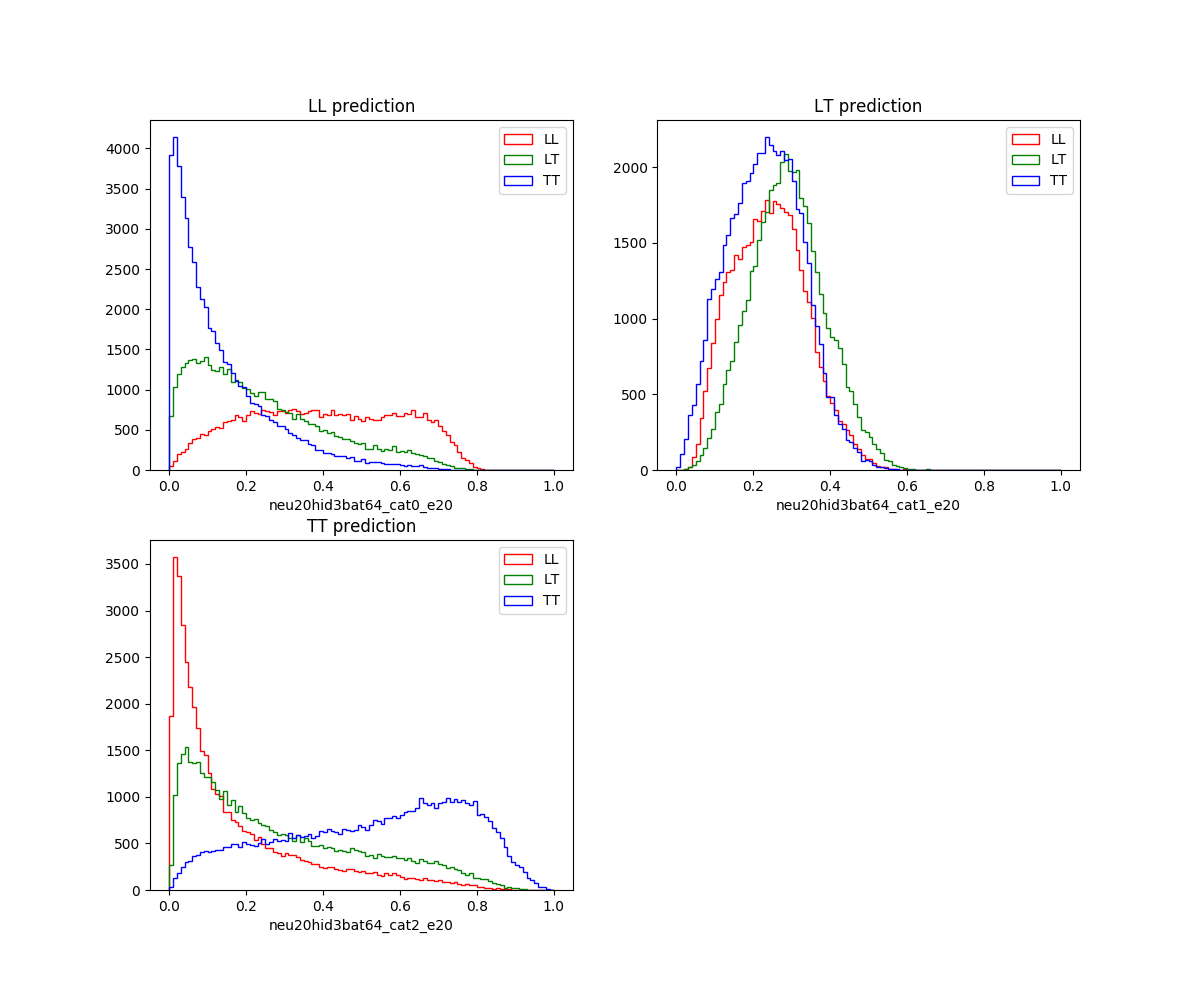 LL prediction
4000
3500
3000
2500
2000
1500
1000
500
0
0.0 0.2 0.4 0.6 0.8 1.0
neu20hid3bat64_cat0_e20
LL
LT
TT
LT prediction
2000
1500
1000
500
0
0.0 0.2 0.4 0.6 0.8 1.0
neu20hid3bat64_cat1_e20
LL
LT
TT
TT prediction
3500
3000
2500
2000
1500
1000
500
0
0.0 0.2 0.4 0.6 0.8 1.0
neu20hid3bat64_cat2_e20
LL
LT
TT